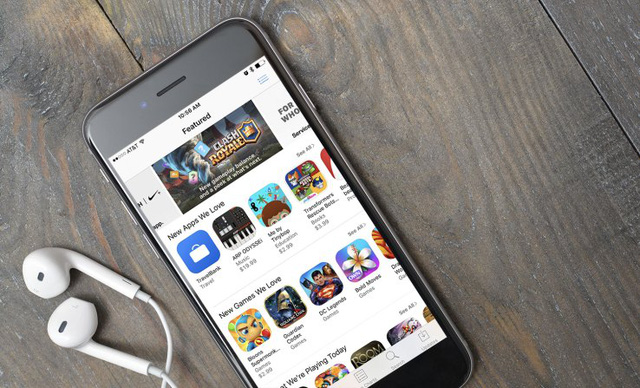 AT&T
10:56 AM
Featured
CLASH
ROYALE
New gameplay balance...
and a peek at what's next.
FOR
WHO
New Apps We Love
See All >
TravelBank
Travel
ARP ODYSSEi
Music
$19.99
Me by
Tinybop
Education
$2.99
Transformers
Rescue Bots:...
Books
$3.99
New Games We Love
See All >
Bloons
Supermonk...
Games
$2.99
Guardian
Codex
Games
DC Legends
Games
Bold Moves
Games
What We're Playing Today
See All >
Search